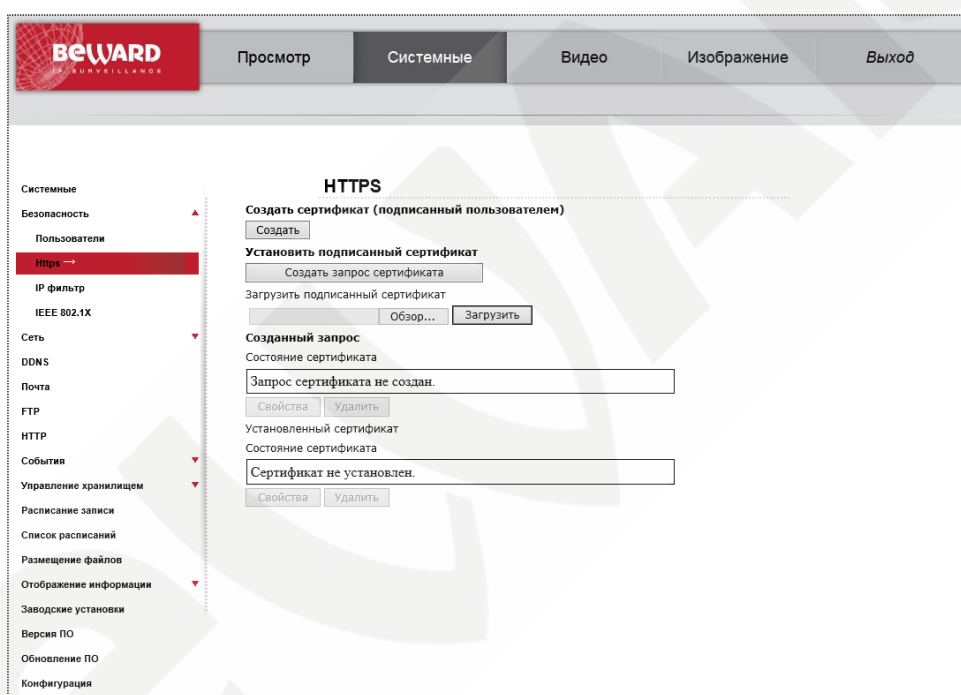 BEWARD
IP SURVEILLANCE
Просмотр
Системные
Видео
Изображение
Выход
HTTPS
Системные
Безопасность
Пользователи
Https →
IP фильтр
IEEE 802.1X
Сеть
DDNS
Почта
FTP
HTTP
События
Управление хранилищем
Расписание записи
Список расписаний
Размещение файлов
Отображение информации
Заводские установки
Версия ПО
Обновление ПО
Конфигурация
Создать сертификат (подписанный пользователем)
Создать
Установить подписанный сертификат
Создать запрос сертификата
Загрузить подписанный сертификат
Обзор... Загрузить
Созданный запрос
Состояние сертификата
Запрос сертификата не создан.
Свойства Удалить
Установленный сертификат
Состояние сертификата
Сертификат не установлен.
Свойства Удалить